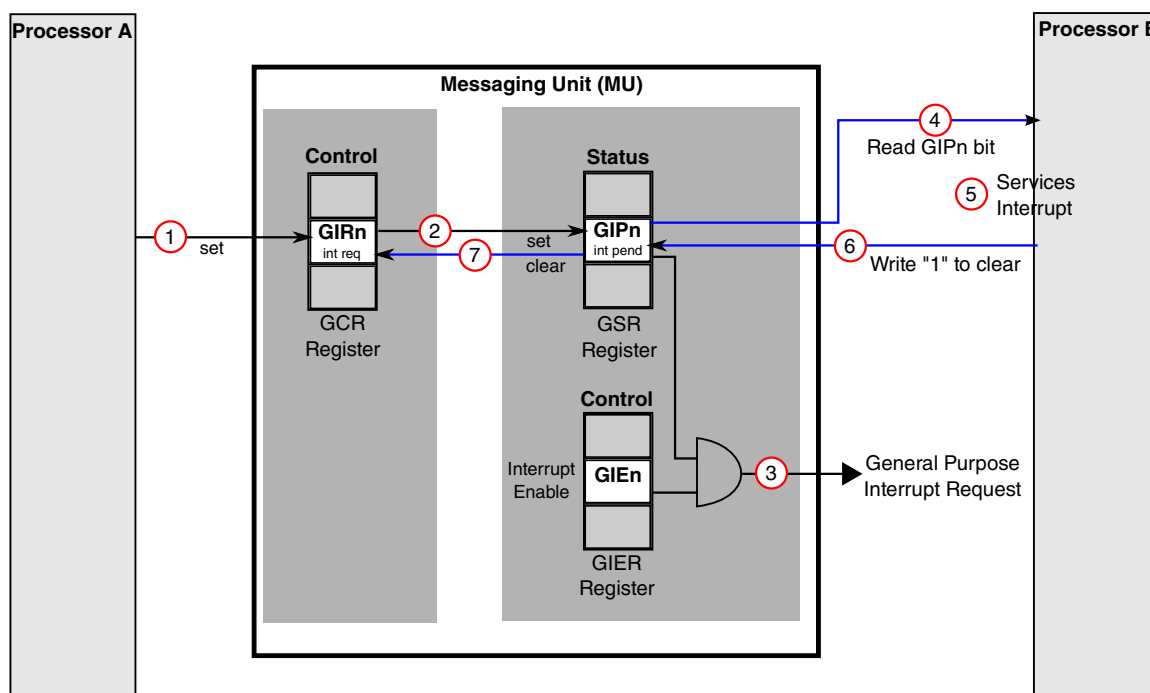 Processor A
Processor B
Messaging Unit (MU)
4
Read GIPn bit
Control
Status
5 Services
Interrupt
1
set
GIRn
int req
2
set
GIPn
int pend
7
clear
6
Write "1" to clear
GCR
Register
GSR
Register
Control
Interrupt
Enable
GIEn
3
General Purpose
Interrupt Request
GIER
Register